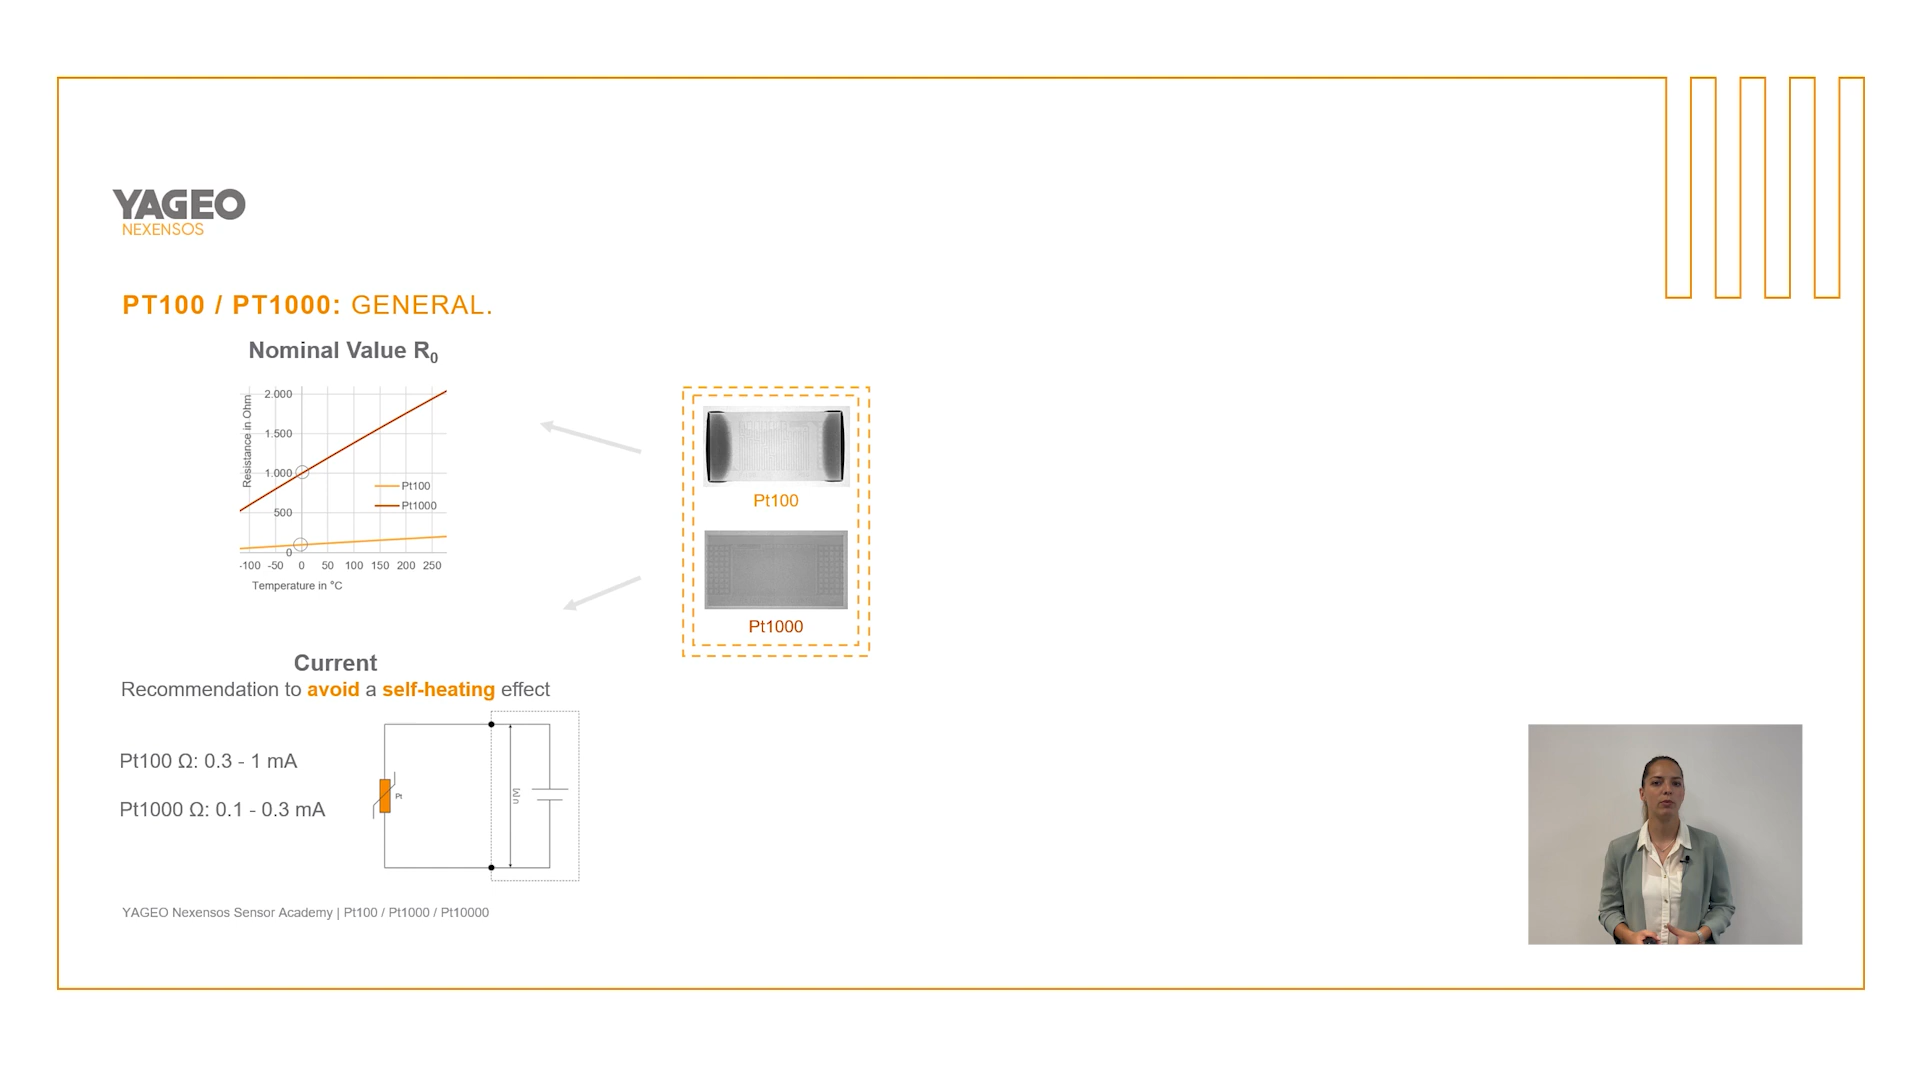 YAGEO
NEXENSOS
PT100 / PT1000: GENERAL.
Nominal Value R₀
Resistance in Ohm
2.000
1.500
1.000
500
0
Pt100
Pt1000
-100 -50 0 50 100 150 200 250
Temperature in °C
Pt100
Pt1000
Current
Recommendation to avoid a self-heating effect
Pt100 Ω: 0.3 - 1 mA
Pt1000 Ω: 0.1 - 0.3 mA
Pt
U[V]
YAGEO Nexensos Sensor Academy | Pt100 / Pt1000 / Pt10000